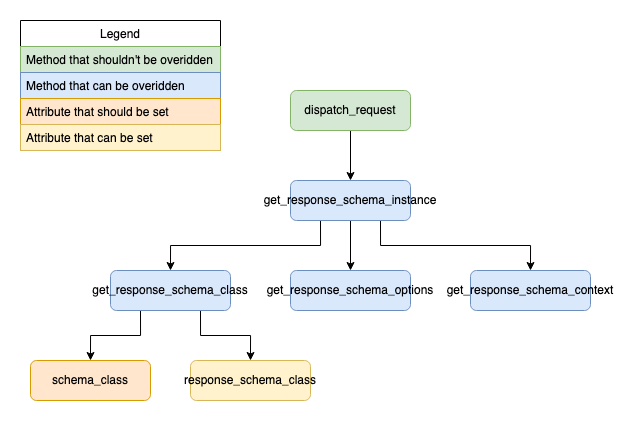 Legend
Method that shouldn't be overidden
Method that can be overidden
Attribute that should be set
Attribute that can be set
dispatch_request
get_response_schema_instance
get_response_schema_class
get_response_schema_options
get_response_schema_context
schema_class
response_schema_class